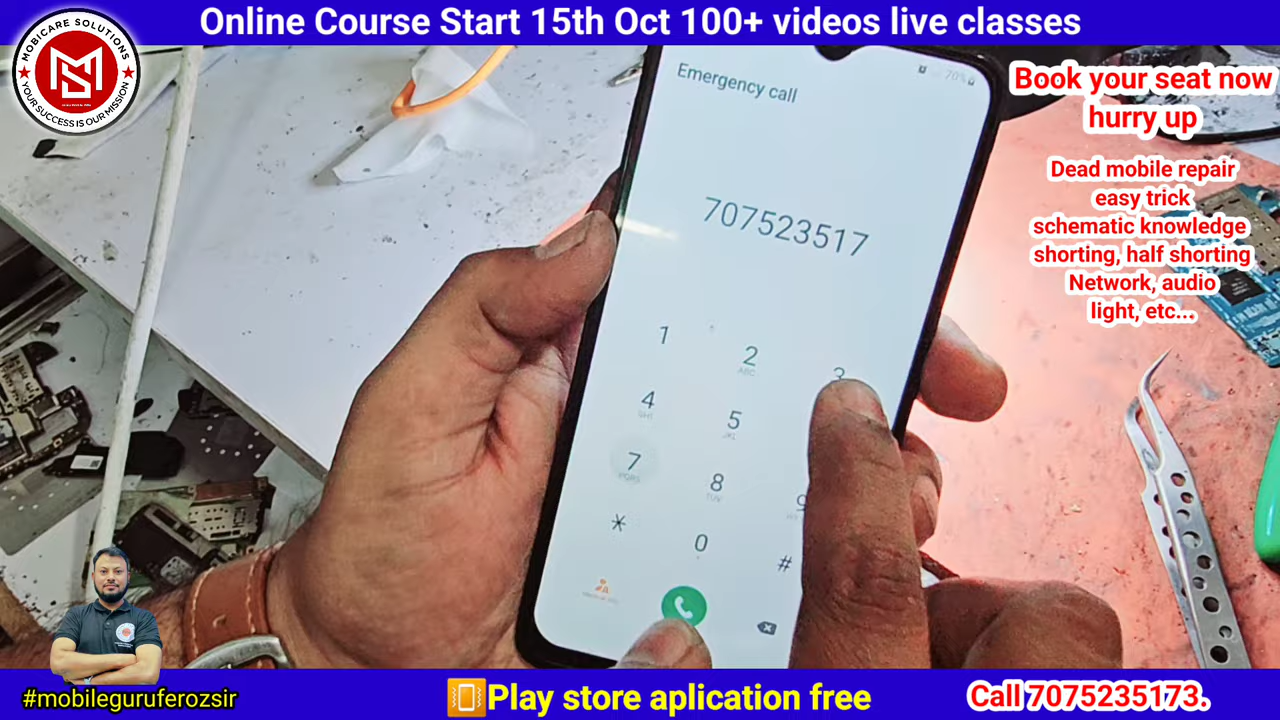 Online Course Start 15th Oct 100+ videos live classes
MOBICARE SOLUTIONS
MS
YOUR SUCCESS IS OUR MISSION
Book your seat now
hurry up
Dead mobile repair
easy trick
schematic knowledge
shorting, half shorting
Network, audio
light, etc...
70%
Emergency call
707523517
1
2
ABC
3
4
GHI
5
JKL
7
PQRS
8
TUV
9
*
0
#
#mobileguruferozsir
Play store aplication free
Call 7075235173.